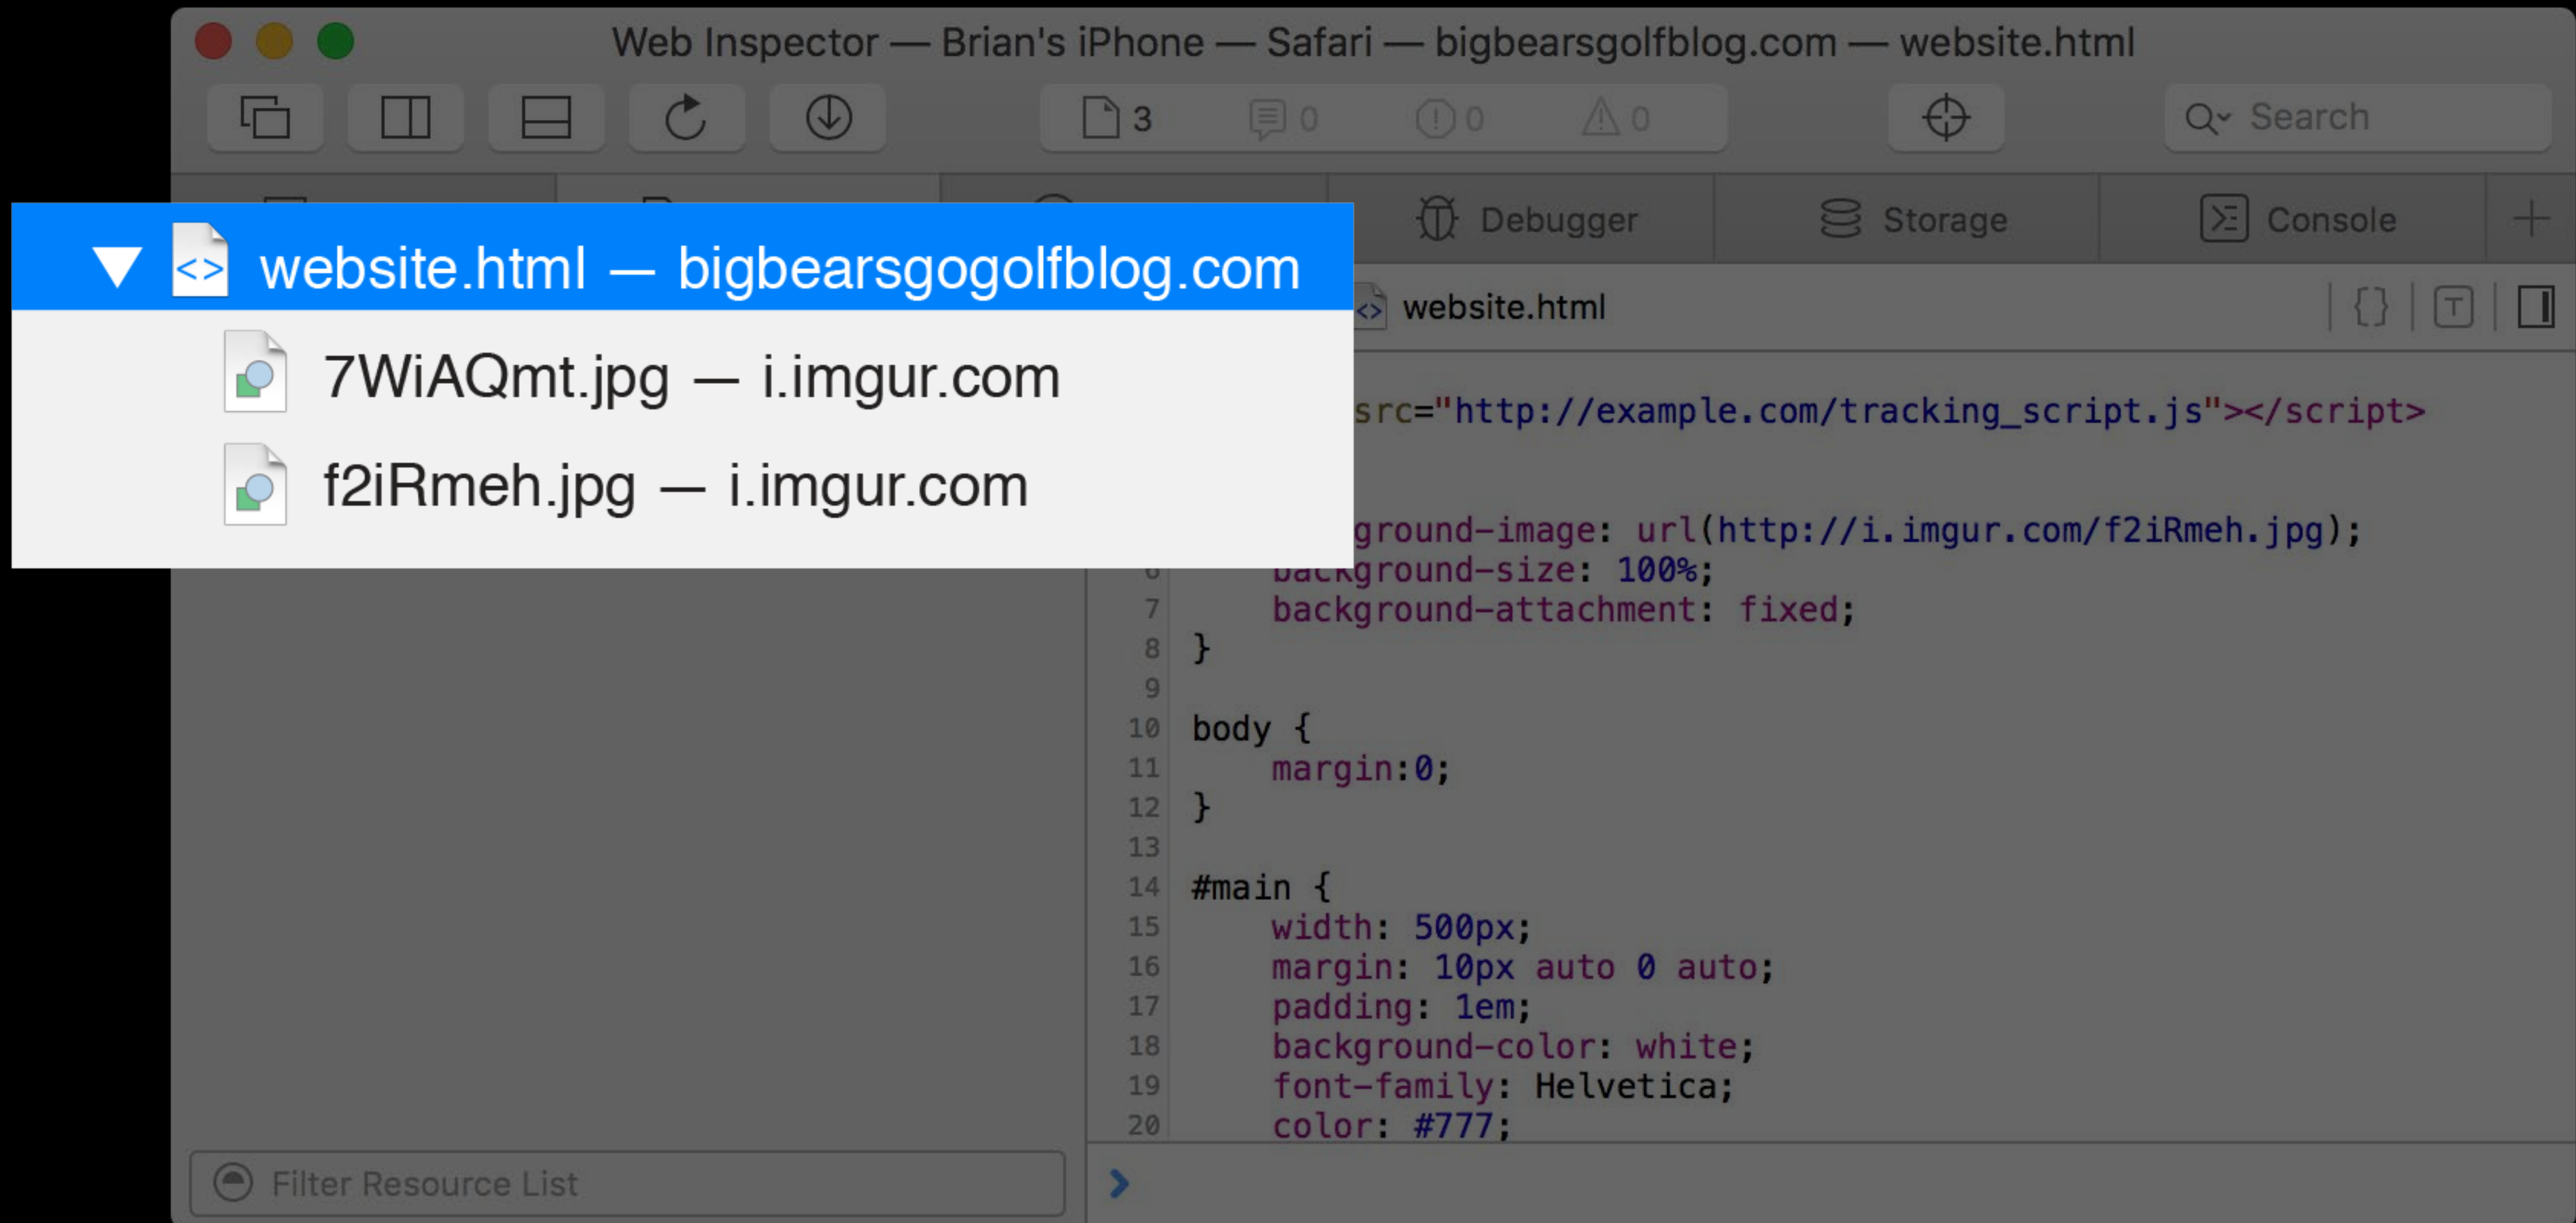 Web Inspector — Brian's iPhone — Safari — bigbearsgolfblog.com — website.html
3 0 0 0 Search
Debugger Storage Console
website.html — bigbearsgogolfblog.com
website.html
7WiAQmt.jpg — i.imgur.com
src="http://example.com/tracking_script.js"></script>
f2iRmeh.jpg — i.imgur.com
ground-image: url(http://i.imgur.com/f2iRmeh.jpg);
6 background-size: 100%;
7 background-attachment: fixed;
8 }
9
10 body {
11 margin:0;
12 }
13
14 #main {
15 width: 500px;
16 margin: 10px auto 0 auto;
17 padding: 1em;
18 background-color: white;
19 font-family: Helvetica;
20 color: #777;
Filter Resource List